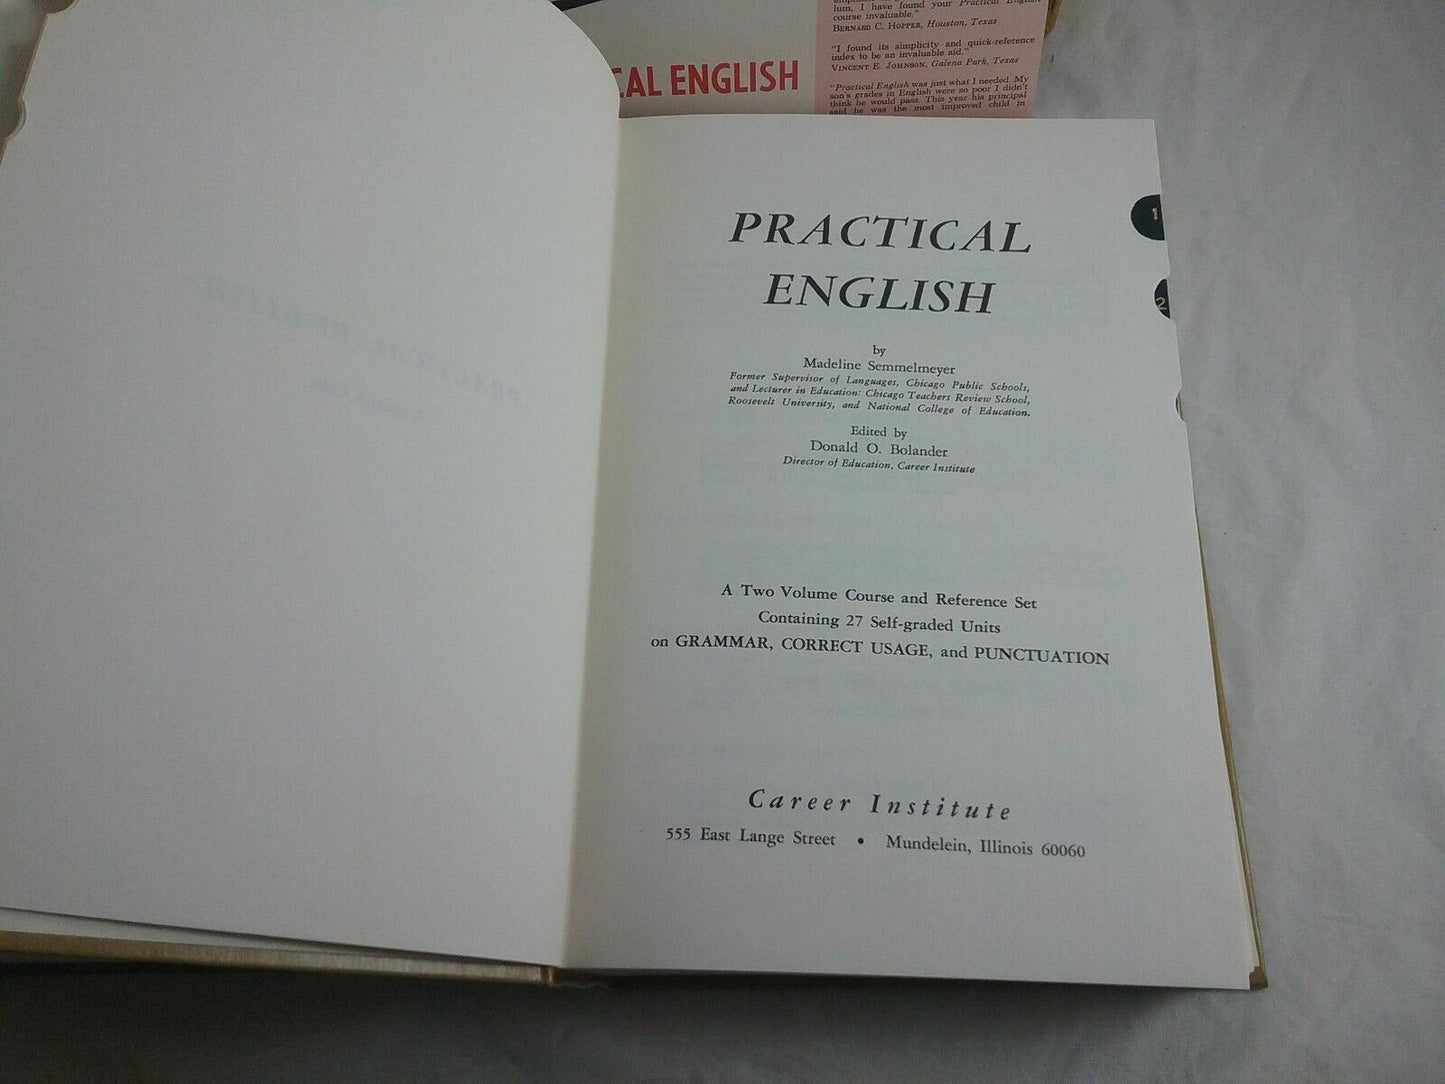 lum, I have found your Practical English
course invaluable."
BERNARD C. HOPPER, Houston, Texas
"I found its simplicity and quick-reference
index to be an invaluable aid."
VINCENT E. JOHNSON, Galena Park, Texas
"Practical English was just what I needed. My
son's grades in English were so poor I didn't
think he would pass. This year his principal
said he was the most improved child in
CAL ENGLISH
1
2
PRACTICAL
ENGLISH
by
Madeline Semmelmeyer
Former Supervisor of Languages, Chicago Public Schools,
and Lecturer in Education: Chicago Teachers Review School,
Roosevelt University, and National College of Education.
Edited by
Donald O. Bolander
Director of Education, Career Institute
A Two Volume Course and Reference Set
Containing 27 Self-graded Units
on GRAMMAR, CORRECT USAGE, and PUNCTUATION
Career Institute
555 East Lange Street • Mundelein, Illinois 60060